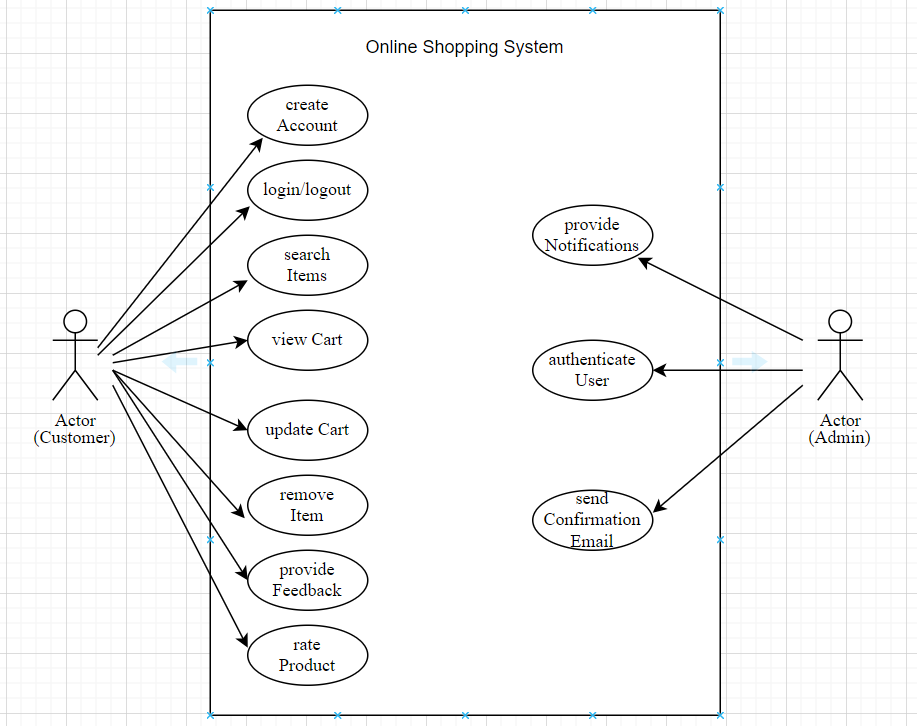 Online Shopping System
create
Account
login/logout
search
Items
view Cart
update Cart
remove
Item
provide
Feedback
rate
Product
Actor
(Customer)
provide
Notifications
authenticate
User
send
Confirmation
Email
Actor
(Admin)